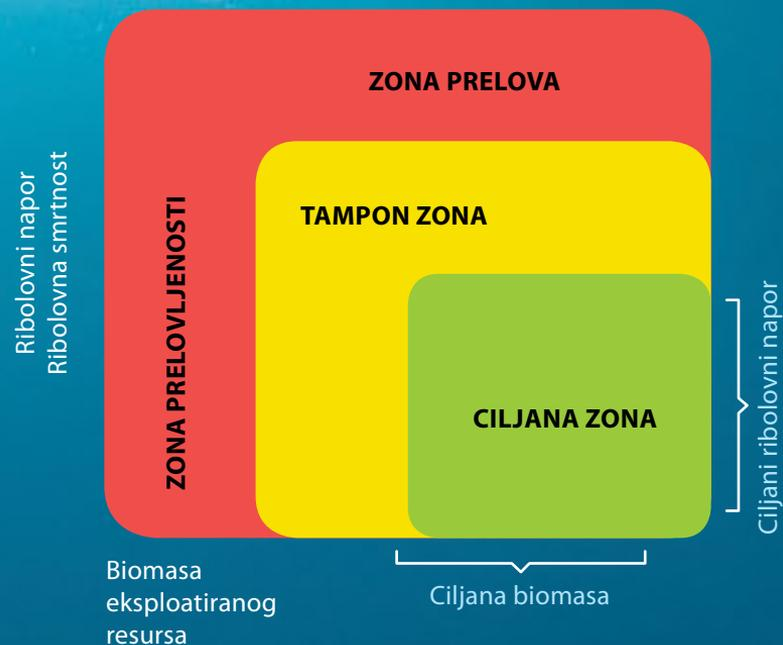 ZONA PRELOVA
TAMPON ZONA
ZONA PRELOVLJENOSTI
CILJANA ZONA
Ribolovni napor
Ribolovna smrtnost
Ciljani ribolovni napor
Biomasa
eksploatiranog
resursa
Ciljana biomasa